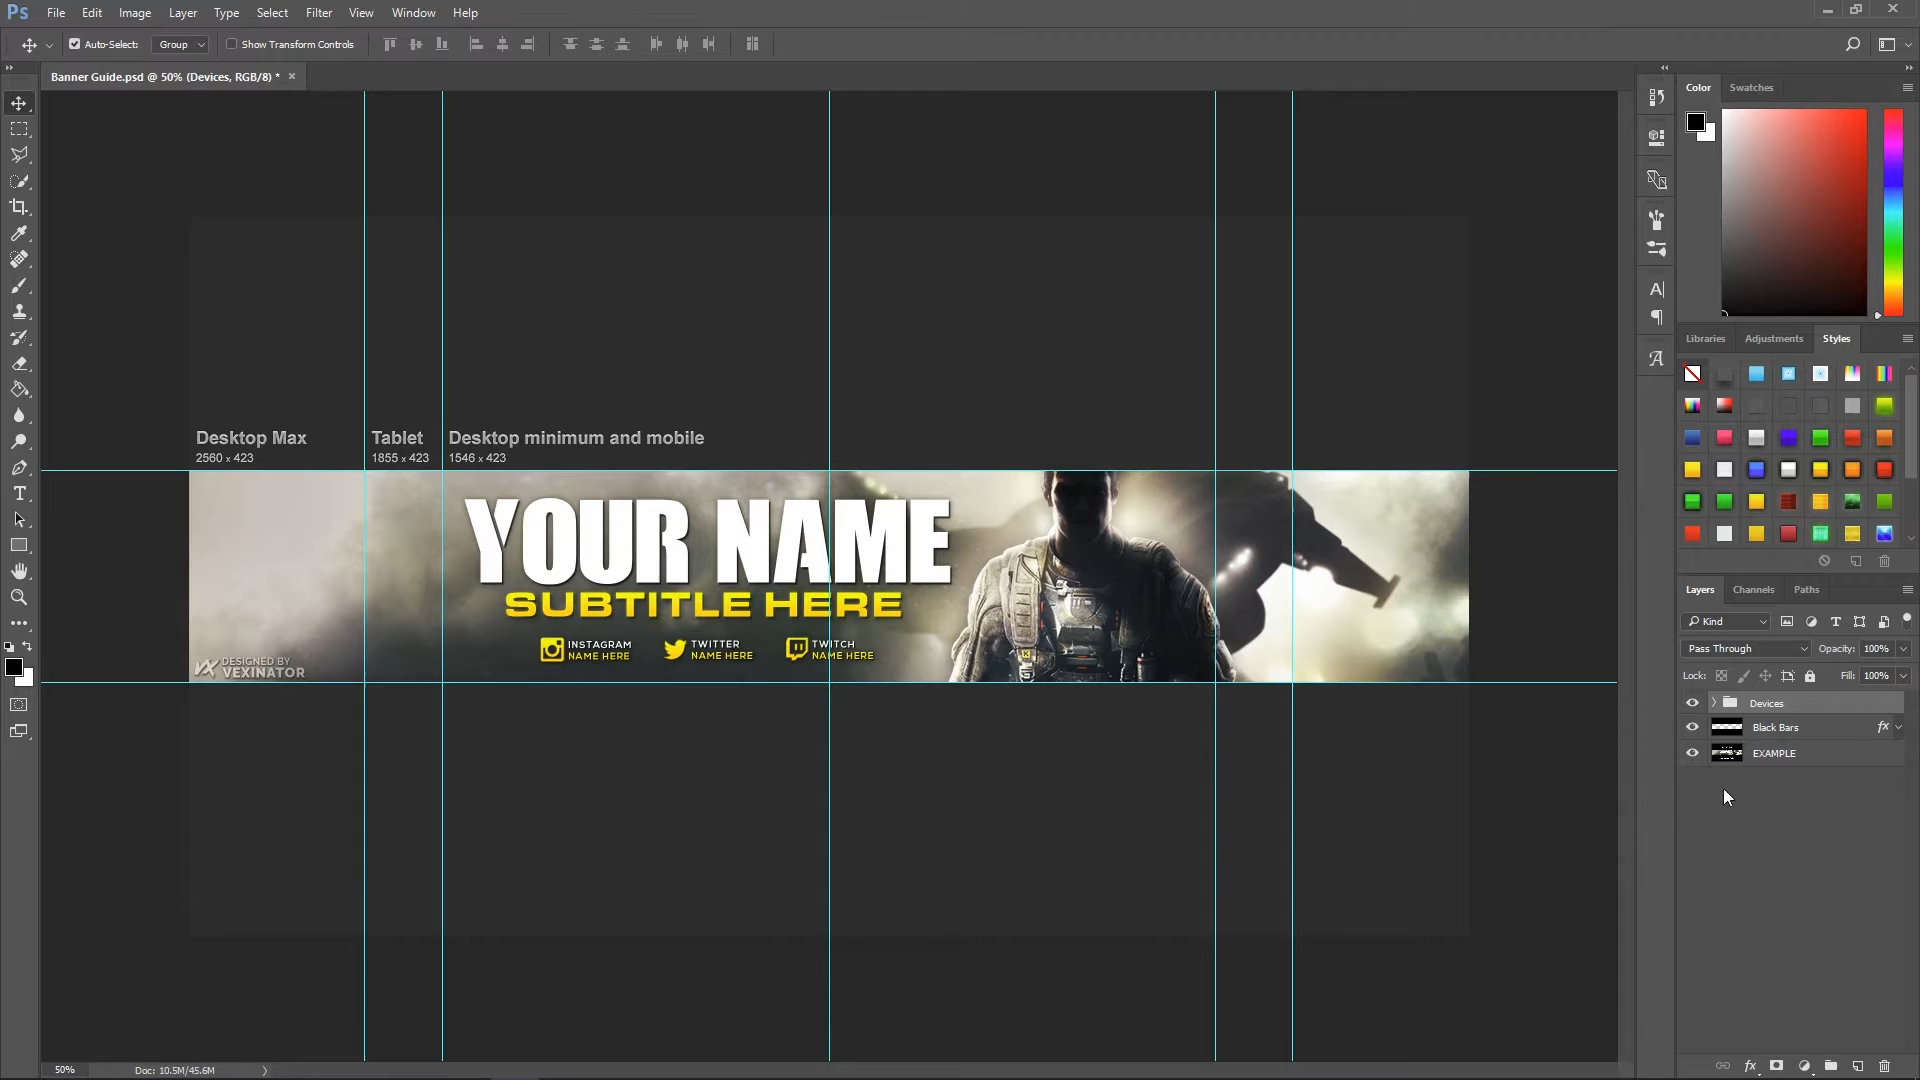 Ps File Edit Image Layer Type Select Filter View Window Help
Auto-Select: Group Show Transform Controls
Banner Guide.psd @ 50% (Devices, RGB/8) *
Color Swatches
Libraries Adjustments Styles
Desktop Max Tablet Desktop minimum and mobile
2560 x 423 1855 x 423 1546 x 423
YOUR NAME
SUBTITLE HERE
INSTAGRAM
NAME HERE
TWITTER
NAME HERE
TWITCH
NAME HERE
DESIGNED BY
VEXINATOR
Layers Channels Paths
Kind
Pass Through Opacity: 100%
Lock: Fill: 100%
Devices
Black Bars fx
EXAMPLE
50% Doc: 10.5M/45.6M
fx